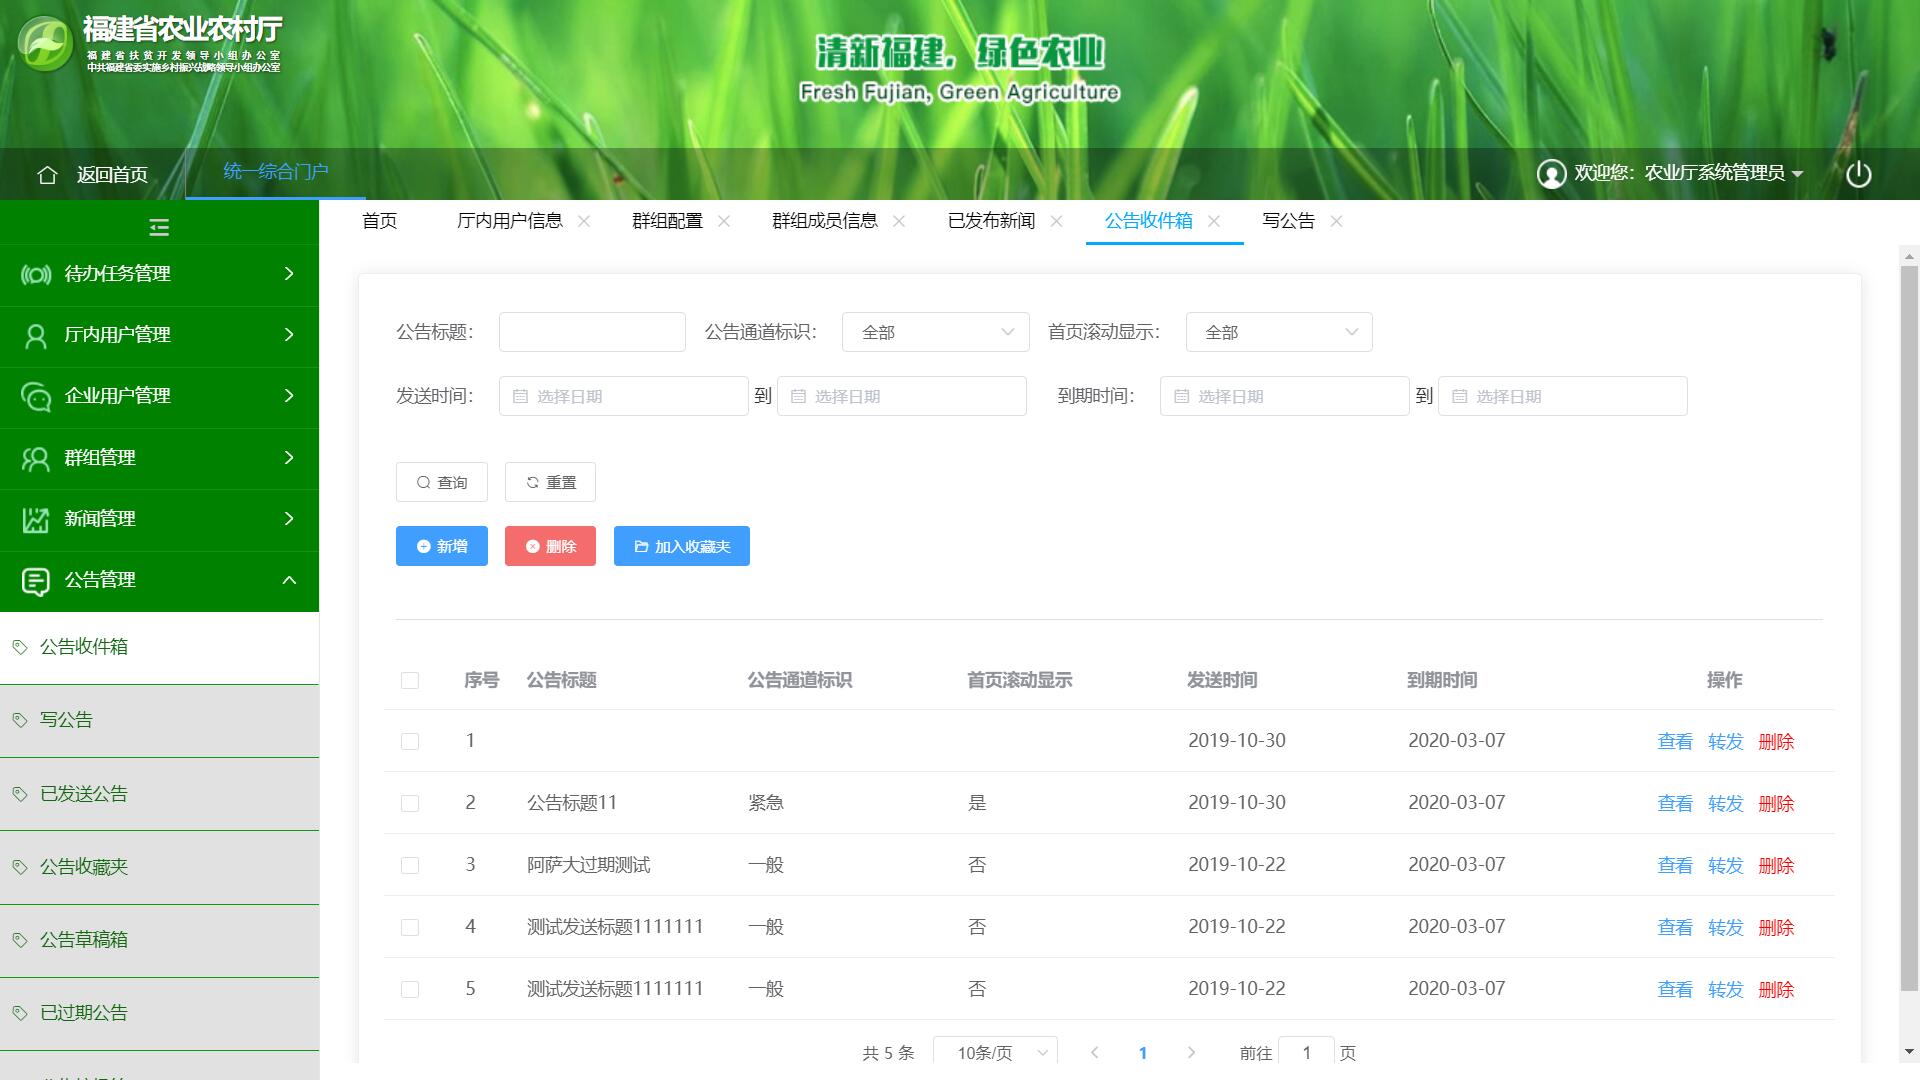 福建省农业农村厅
福建省扶贫开发领导小组办公室
中共福建省委实施乡村振兴战略领导小组办公室
清新福建，绿色农业
Fresh Fujian, Green Agriculture
返回首页
统一综合门户
欢迎您：农业厅系统管理员
首页 厅内用户信息 群组配置 群组成员信息 已发布新闻 公告收件箱 写公告
待办任务管理
厅内用户管理
企业用户管理
群组管理
新闻管理
公告管理
公告收件箱
写公告
已发送公告
公告收藏夹
公告草稿箱
已过期公告
公告标题： 公告通道标识： 全部 首页滚动显示： 全部
发送时间： 选择日期 到 选择日期 到期时间： 选择日期 到 选择日期
查询 重置
新增 删除 加入收藏夹
序号 公告标题 公告通道标识 首页滚动显示 发送时间 到期时间 操作
1 2019-10-30 2020-03-07 查看 转发 删除
2 公告标题11 紧急 是 2019-10-30 2020-03-07 查看 转发 删除
3 阿萨大过期测试 一般 否 2019-10-22 2020-03-07 查看 转发 删除
4 测试发送标题1111111 一般 否 2019-10-22 2020-03-07 查看 转发 删除
5 测试发送标题1111111 一般 否 2019-10-22 2020-03-07 查看 转发 删除
共 5 条 10条/页 1 前往 1 页